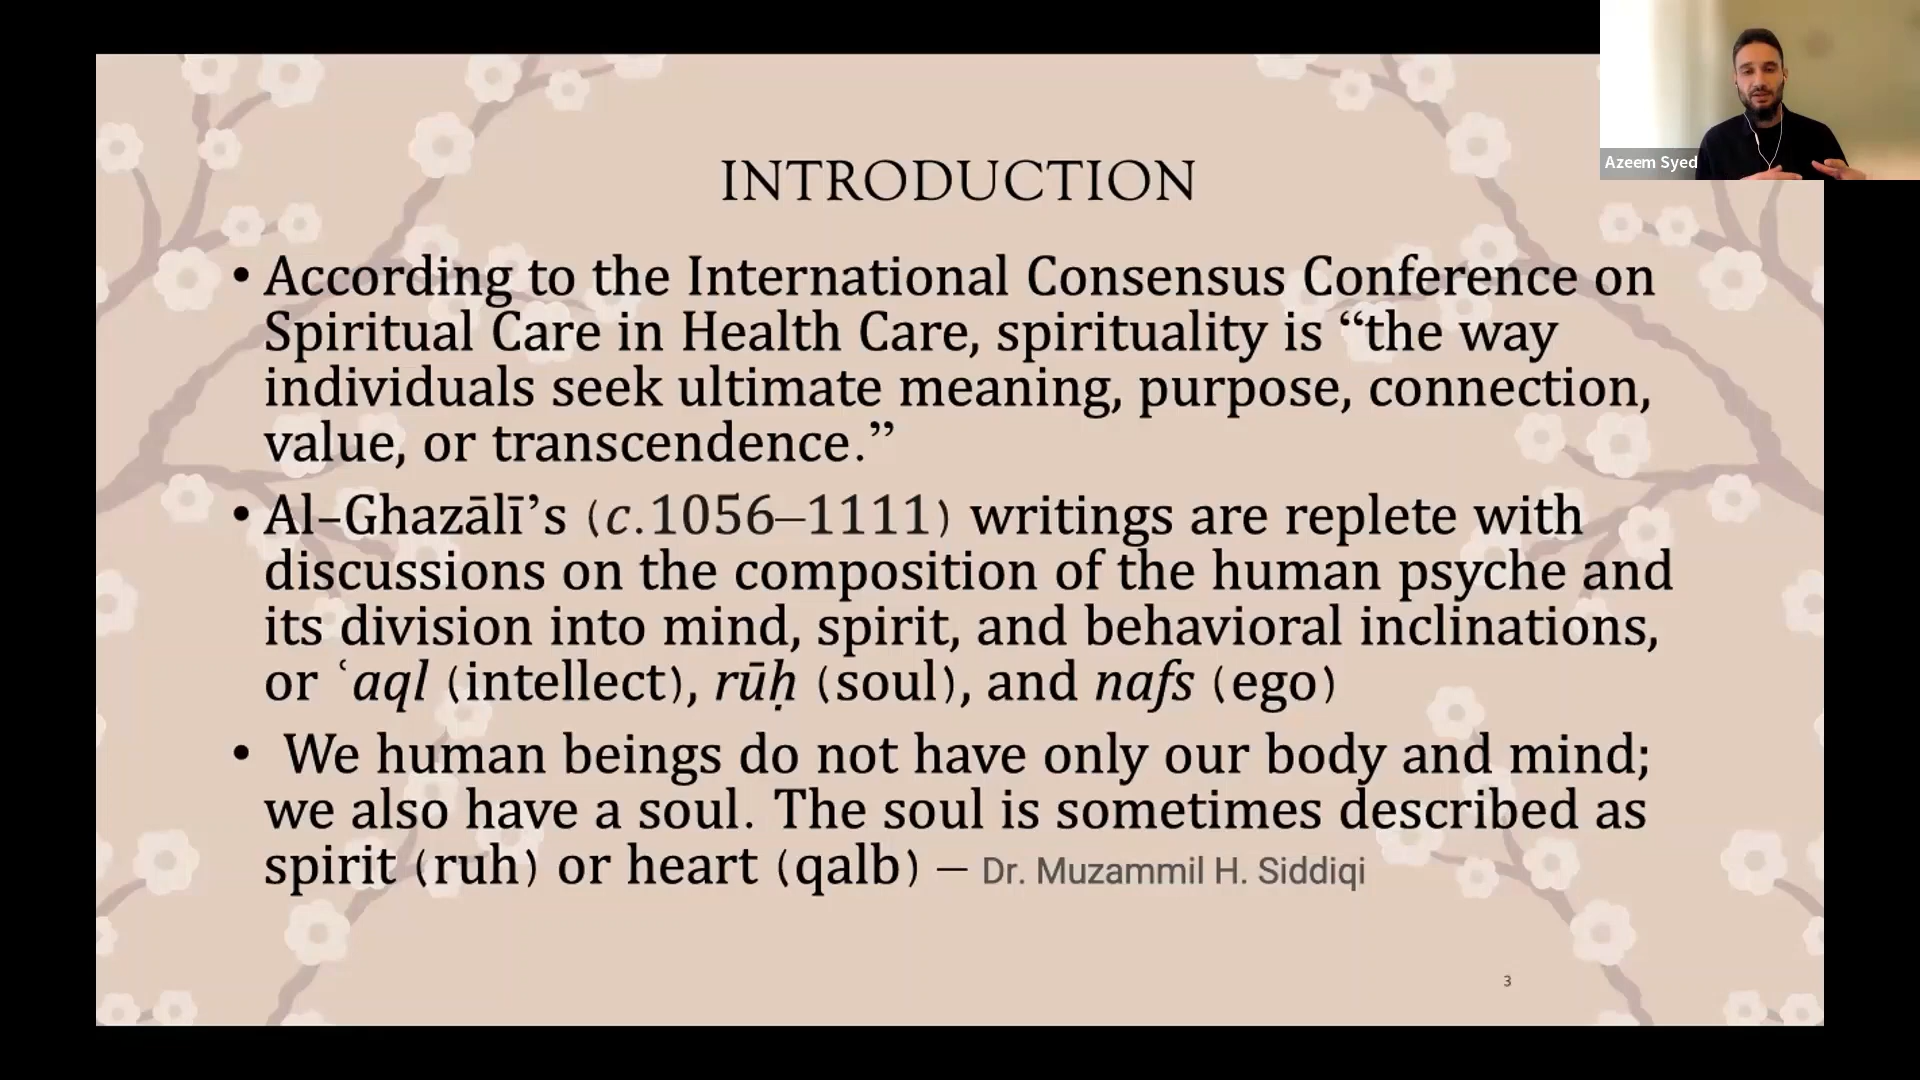 Azeem Syed
INTRODUCTION
• According to the International Consensus Conference on
Spiritual Care in Health Care, spirituality is “the way
individuals seek ultimate meaning, purpose, connection,
value, or transcendence.”
• Al–Ghazālī’s (c.1056–1111) writings are replete with
discussions on the composition of the human psyche and
its division into mind, spirit, and behavioral inclinations,
or ʿaql (intellect), rūḥ (soul), and nafs (ego)
• We human beings do not have only our body and mind;
we also have a soul. The soul is sometimes described as
spirit (ruh) or heart (qalb) – Dr. Muzammil H. Siddiqi
3